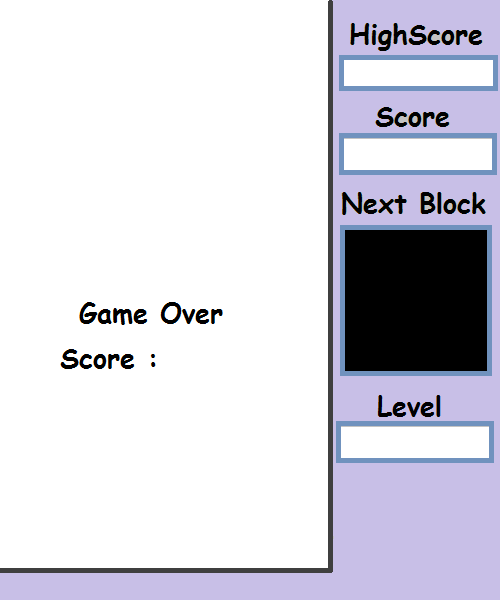 HighScore
Score
Next Block
Game Over
Score :
Level